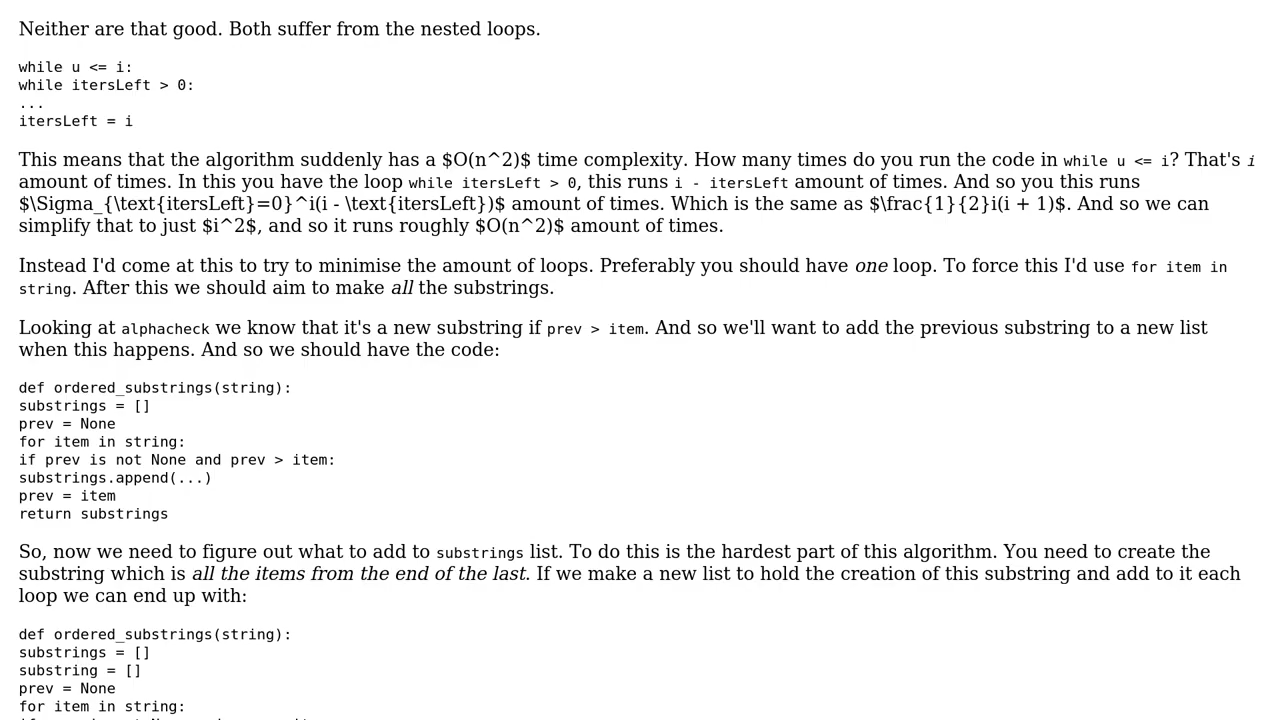 Neither are that good. Both suffer from the nested loops.
while u <= i:
while itersLeft > 0:
...
itersLeft = i
This means that the algorithm suddenly has a $O(n^2)$ time complexity. How many times do you run the code in while u <= i? That's i
amount of times. In this you have the loop while itersLeft > 0, this runs i - itersLeft amount of times. And so you this runs
$\Sigma_{\text{itersLeft}=0}^i(i - \text{itersLeft})$ amount of times. Which is the same as $\frac{1}{2}i(i + 1)$. And so we can
simplify that to just $i^2$, and so it runs roughly $O(n^2)$ amount of times.
Instead I'd come at this to try to minimise the amount of loops. Preferably you should have one loop. To force this I'd use for item in
string. After this we should aim to make all the substrings.
Looking at alphacheck we know that it's a new substring if prev > item. And so we'll want to add the previous substring to a new list
when this happens. And so we should have the code:
def ordered_substrings(string):
substrings = []
prev = None
for item in string:
if prev is not None and prev > item:
substrings.append(...)
prev = item
return substrings
So, now we need to figure out what to add to substrings list. To do this is the hardest part of this algorithm. You need to create the
substring which is all the items from the end of the last. If we make a new list to hold the creation of this substring and add to it each
loop we can end up with:
def ordered_substrings(string):
substrings = []
substring = []
prev = None
for item in string: